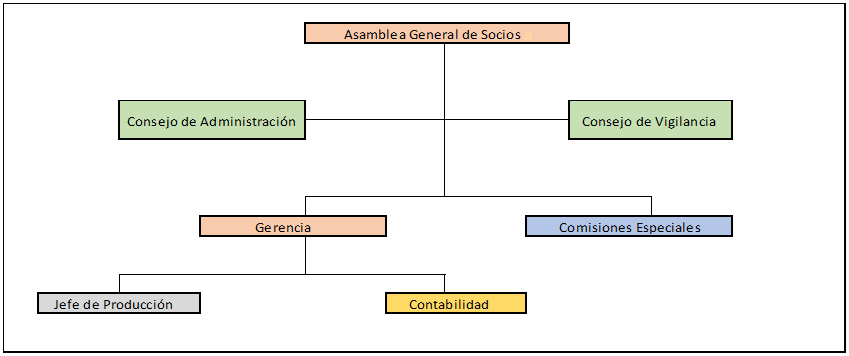 Asamblea General de Socios
Consejo de Administración
Consejo de Vigilancia
Gerencia
Comisiones Especiales
Jefe de Producción
Contabilidad